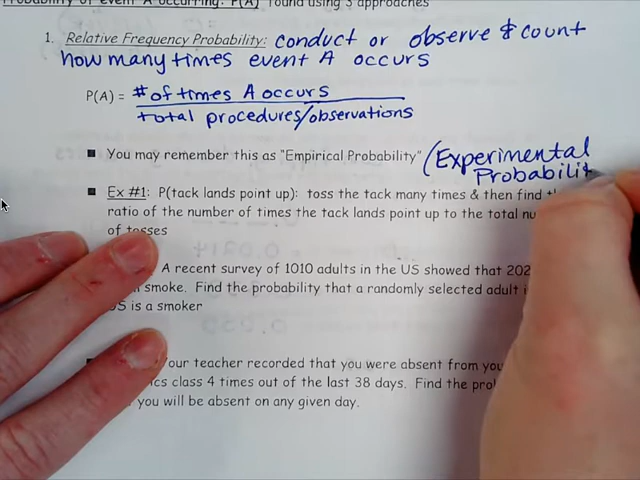 Probability of event A occurring: P(A) found using 3 approaches
1. Relative Frequency Probability: conduct or observe & count
how many times event A occurs
P(A) = # of times A occurs
total procedures/observations
■ You may remember this as "Empirical Probability" (Experimental
Probabilit
■ Ex #1: P(tack lands point up): toss the tack many times & then find
ratio of the number of times the tack lands point up to the total
of tosses
A recent survey of 1010 adults in the US showed that 202
smoke. Find the probability that a randomly selected adult
US is a smoker
your teacher recorded that you were absent from
class 4 times out of the last 38 days. Find the
you will be absent on any given day.